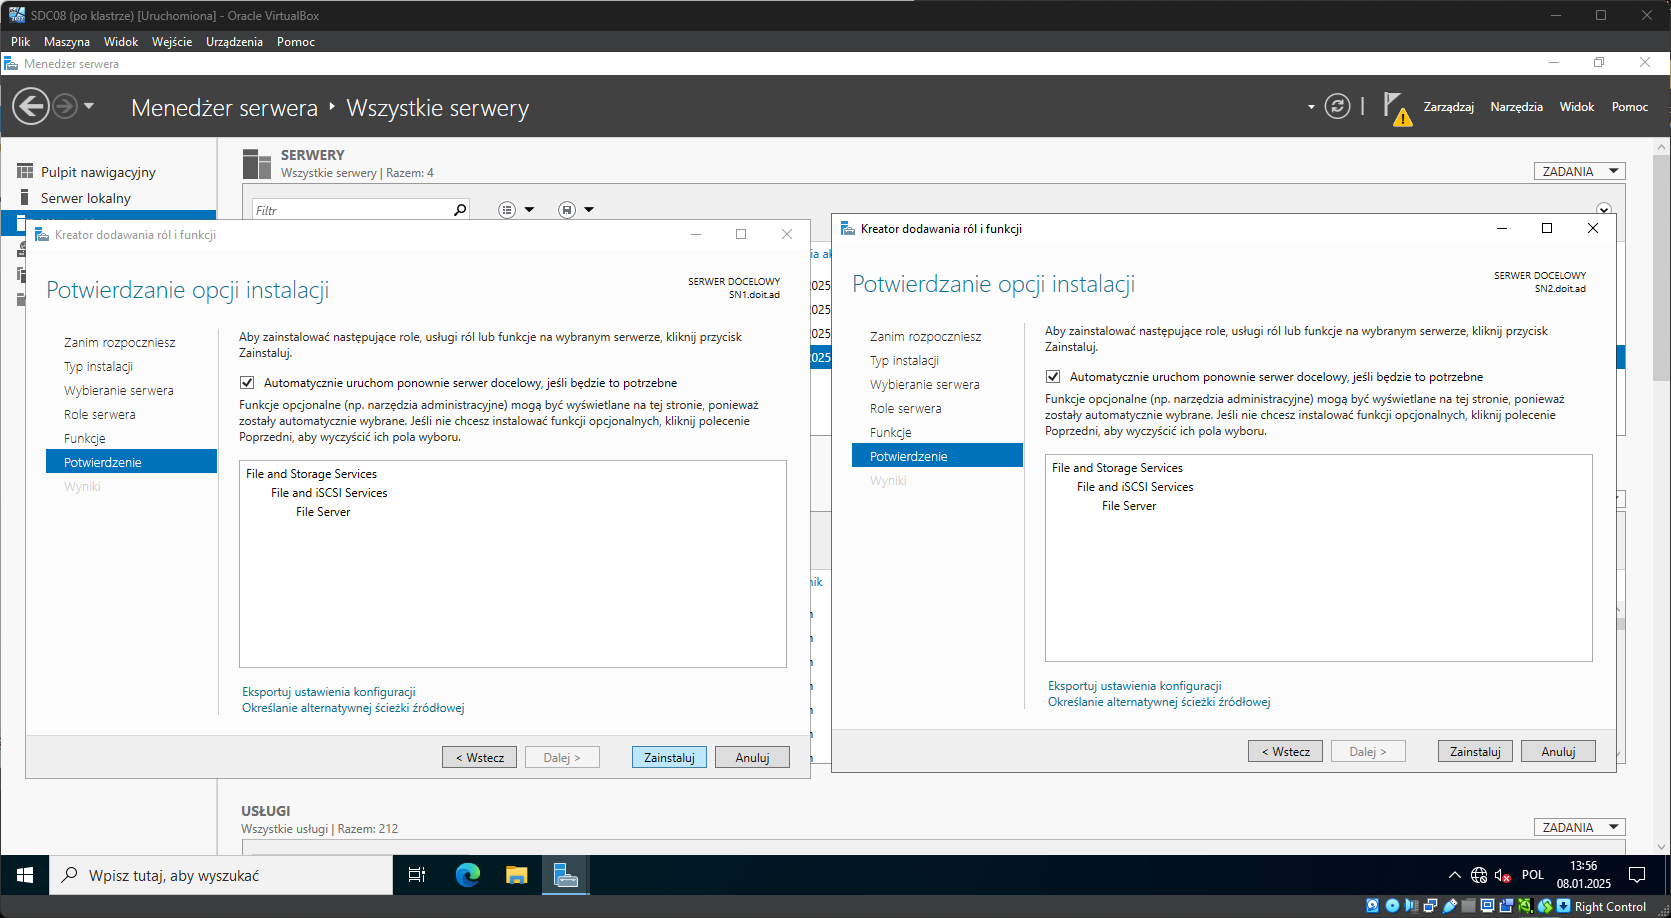 SDC08 (po klastrze) [Uruchomiona] - Oracle VirtualBox
Plik Maszyna Widok Wejście Urządzenia Pomoc
Menedżer serwera
Menedżer serwera ‣ Wszystkie serwery
Zarządzaj Narzędzia Widok Pomoc
Pulpit nawigacyjny
Serwer lokalny
SERWERY
Wszystkie serwery | Razem: 4
ZADANIA
Filtr
Kreator dodawania ról i funkcji
Potwierdzanie opcji instalacji
SERWER DOCELOWY
SN1.doit.ad
Zanim rozpoczniesz
Typ instalacji
Wybieranie serwera
Role serwera
Funkcje
Potwierdzenie
Wyniki
Aby zainstalować następujące role, usługi ról lub funkcje na wybranym serwerze, kliknij przycisk
Zainstaluj.
Automatycznie uruchom ponownie serwer docelowy, jeśli będzie to potrzebne
Funkcje opcjonalne (np. narzędzia administracyjne) mogą być wyświetlane na tej stronie, ponieważ
zostały automatycznie wybrane. Jeśli nie chcesz instalować funkcji opcjonalnych, kliknij polecenie
Poprzedni, aby wyczyścić ich pola wyboru.
File and Storage Services
File and iSCSI Services
File Server
Eksportuj ustawienia konfiguracji
Określanie alternatywnej ścieżki źródłowej
< Wstecz
Dalej >
Zainstaluj
Anuluj
2025
2025
2025
2025
Kreator dodawania ról i funkcji
Potwierdzanie opcji instalacji
SERWER DOCELOWY
SN2.doit.ad
Zanim rozpoczniesz
Typ instalacji
Wybieranie serwera
Role serwera
Funkcje
Potwierdzenie
Wyniki
Aby zainstalować następujące role, usługi ról lub funkcje na wybranym serwerze, kliknij przycisk
Zainstaluj.
Automatycznie uruchom ponownie serwer docelowy, jeśli będzie to potrzebne
Funkcje opcjonalne (np. narzędzia administracyjne) mogą być wyświetlane na tej stronie, ponieważ
zostały automatycznie wybrane. Jeśli nie chcesz instalować funkcji opcjonalnych, kliknij polecenie
Poprzedni, aby wyczyścić ich pola wyboru.
File and Storage Services
File and iSCSI Services
File Server
Eksportuj ustawienia konfiguracji
Określanie alternatywnej ścieżki źródłowej
< Wstecz
Dalej >
Zainstaluj
Anuluj
USŁUGI
Wszystkie usługi | Razem: 212
ZADANIA
Wpisz tutaj, aby wyszukać
POL
13:56
08.01.2025
Right Control